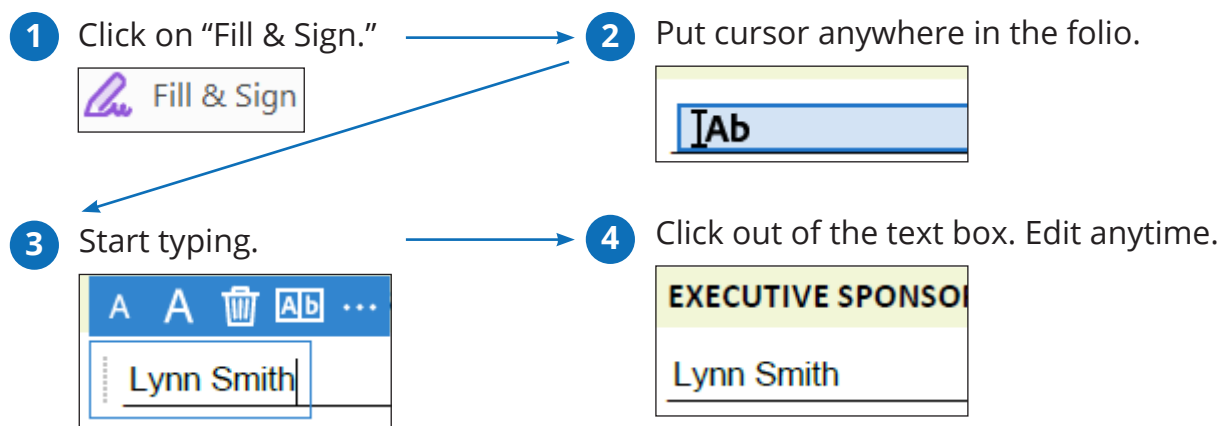 1 Click on “Fill & Sign.”
Fill & Sign
2 Put cursor anywhere in the folio.
Ab
3 Start typing.
A A Ab ...
Lynn Smith
4 Click out of the text box. Edit anytime.
EXECUTIVE SPONSO
Lynn Smith